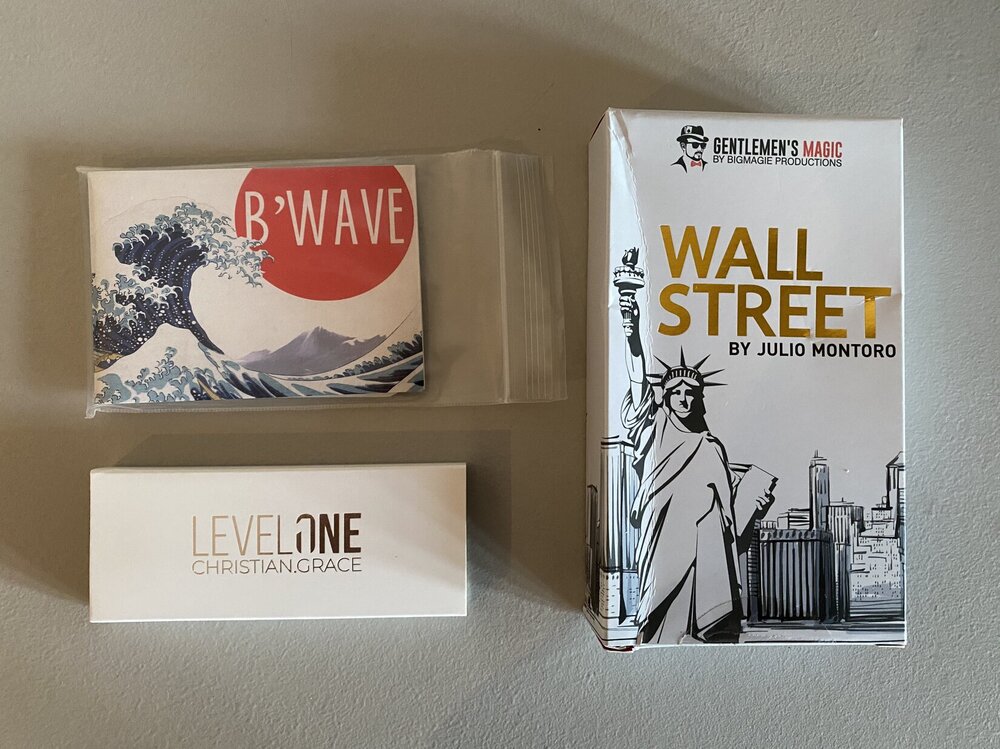 B'WAVE
LEVELONE
CHRISTIAN.GRACE
GENTLEMEN'S MAGIC
BY BIGMAGIE PRODUCTIONS
WALL
STREET
BY JULIO MONTORO